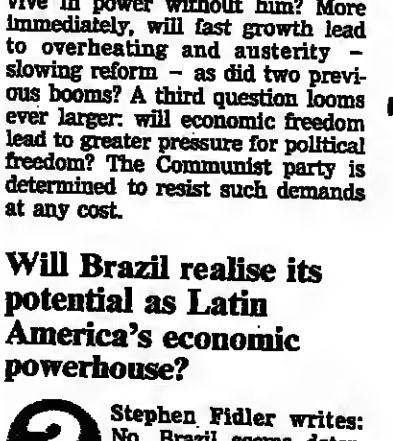 vive in power without him? More
immediately, will fast growth lead
to overheating and austerity –
slowing reform – as did two previ-
ous booms? A third question looms
ever larger: will economic freedom
lead to greater pressure for political
freedom? The Communist party is
determined to resist such demands
at any cost.
Will Brazil realise its
potential as Latin
America's economic
powerhouse?
Stephen Fidler writes:
No. Brazil seems deter-